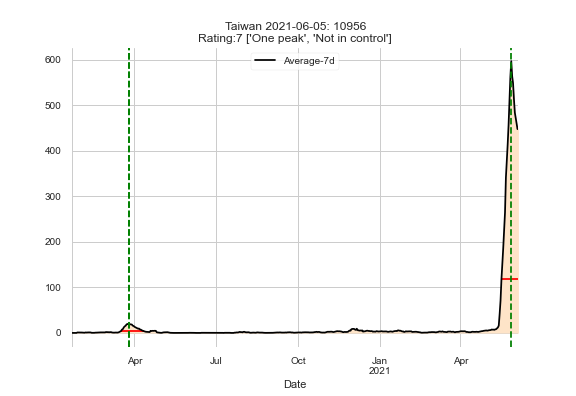 Taiwan 2021-06-05: 10956
Rating:7 ['One peak', 'Not in control']
Average-7d
600
500
400
300
200
100
0
Apr
Jul
Oct
Jan
2021
Apr
Date